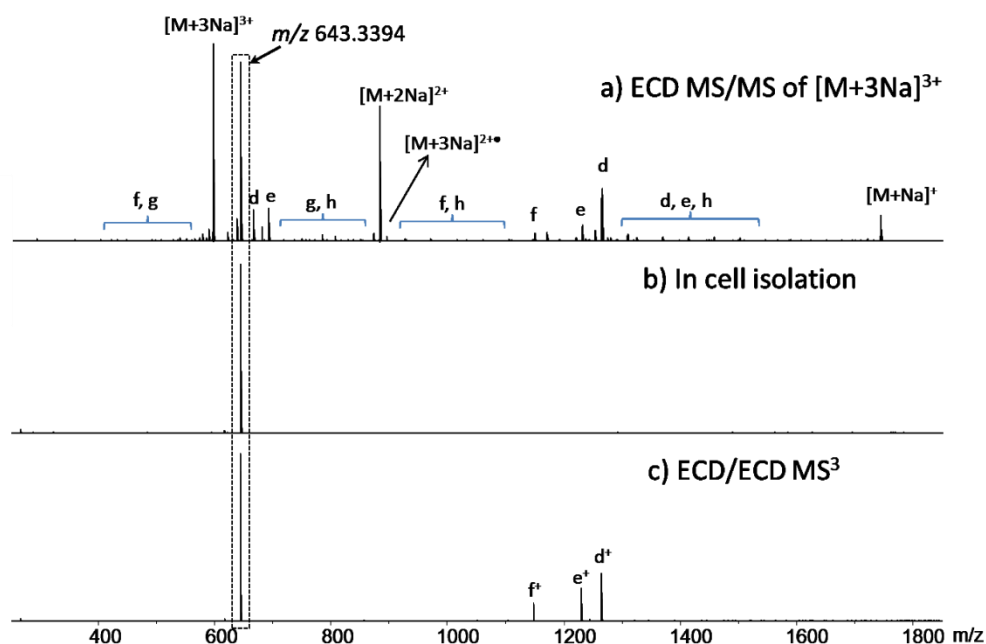 [M+3Na]³⁺
m/z 643.3394
a) ECD MS/MS of [M+3Na]³⁺
[M+2Na]²⁺
[M+3Na]²⁺•
d
f, g
d e
g, h
f, h
f
e
d, e, h
[M+Na]⁺
b) In cell isolation
c) ECD/ECD MS³
f⁺ e⁺ d⁺
400 600 800 1000 1200 1400 1600 1800 m/z